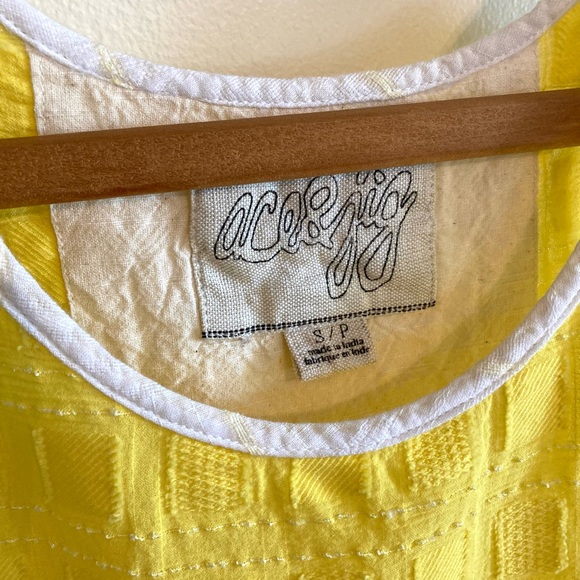 ace&jig
S/P
made in India
fabriqué en Inde